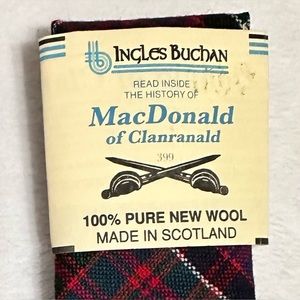 INGLES BUCHAN
READ INSIDE
THE HISTORY OF
MacDonald
of Clanranald
399
100% PURE NEW WOOL
MADE IN SCOTLAND